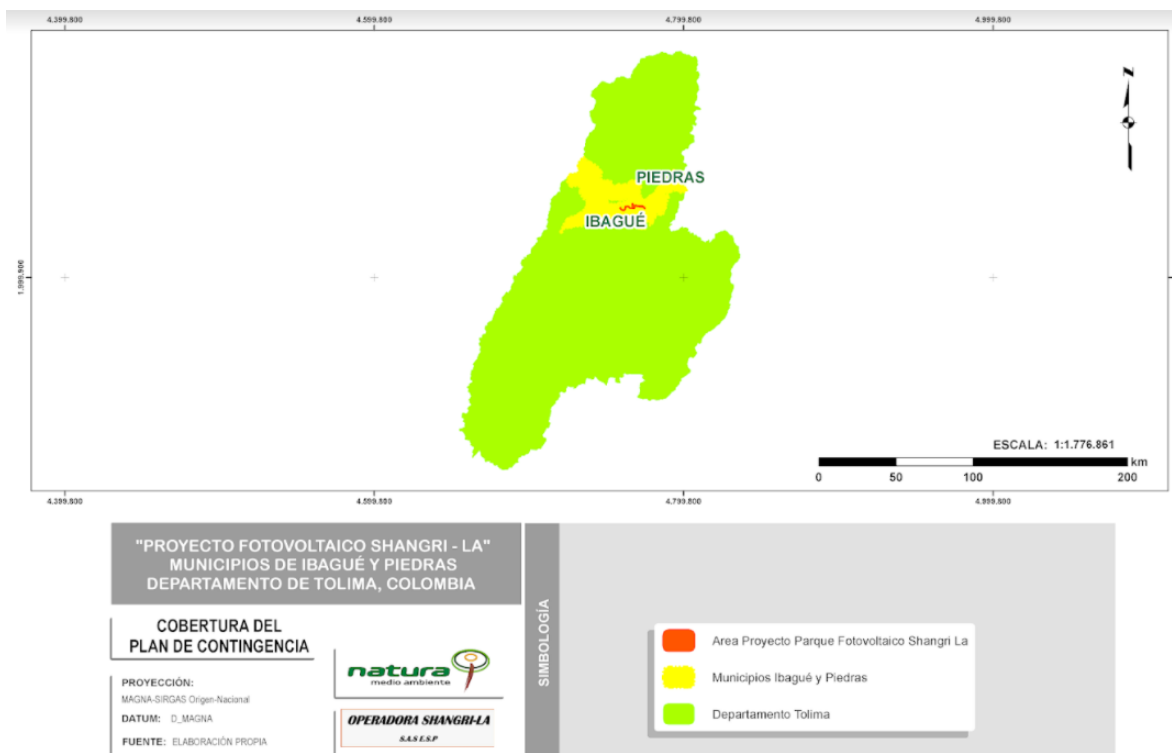 4.399.800 4.599.800 4.799.800 4.999.800
N
PIEDRAS
IBAGUÉ
1.999.900
ESCALA: 1:1.776.861
km
0 50 100 200
4.399.800 4.599.800 4.799.800 4.999.800
"PROYECTO FOTOVOLTAICO SHANGRI - LA"
MUNICIPIOS DE IBAGUÉ Y PIEDRAS
DEPARTAMENTO DE TOLIMA, COLOMBIA
COBERTURA DEL
PLAN DE CONTINGENCIA
PROYECCIÓN:
MAGNA-SIRGAS Origen-Nacional
DATUM: D_MAGNA
FUENTE: ELABORACIÓN PROPIA
natura
medio ambiente
OPERADORA SHANGRI-LA
S.A.S E.S.P
SIMBOLOGÍA
Area Proyecto Parque Fotovoltaico Shangri La
Municipios Ibagué y Piedras
Departamento Tolima